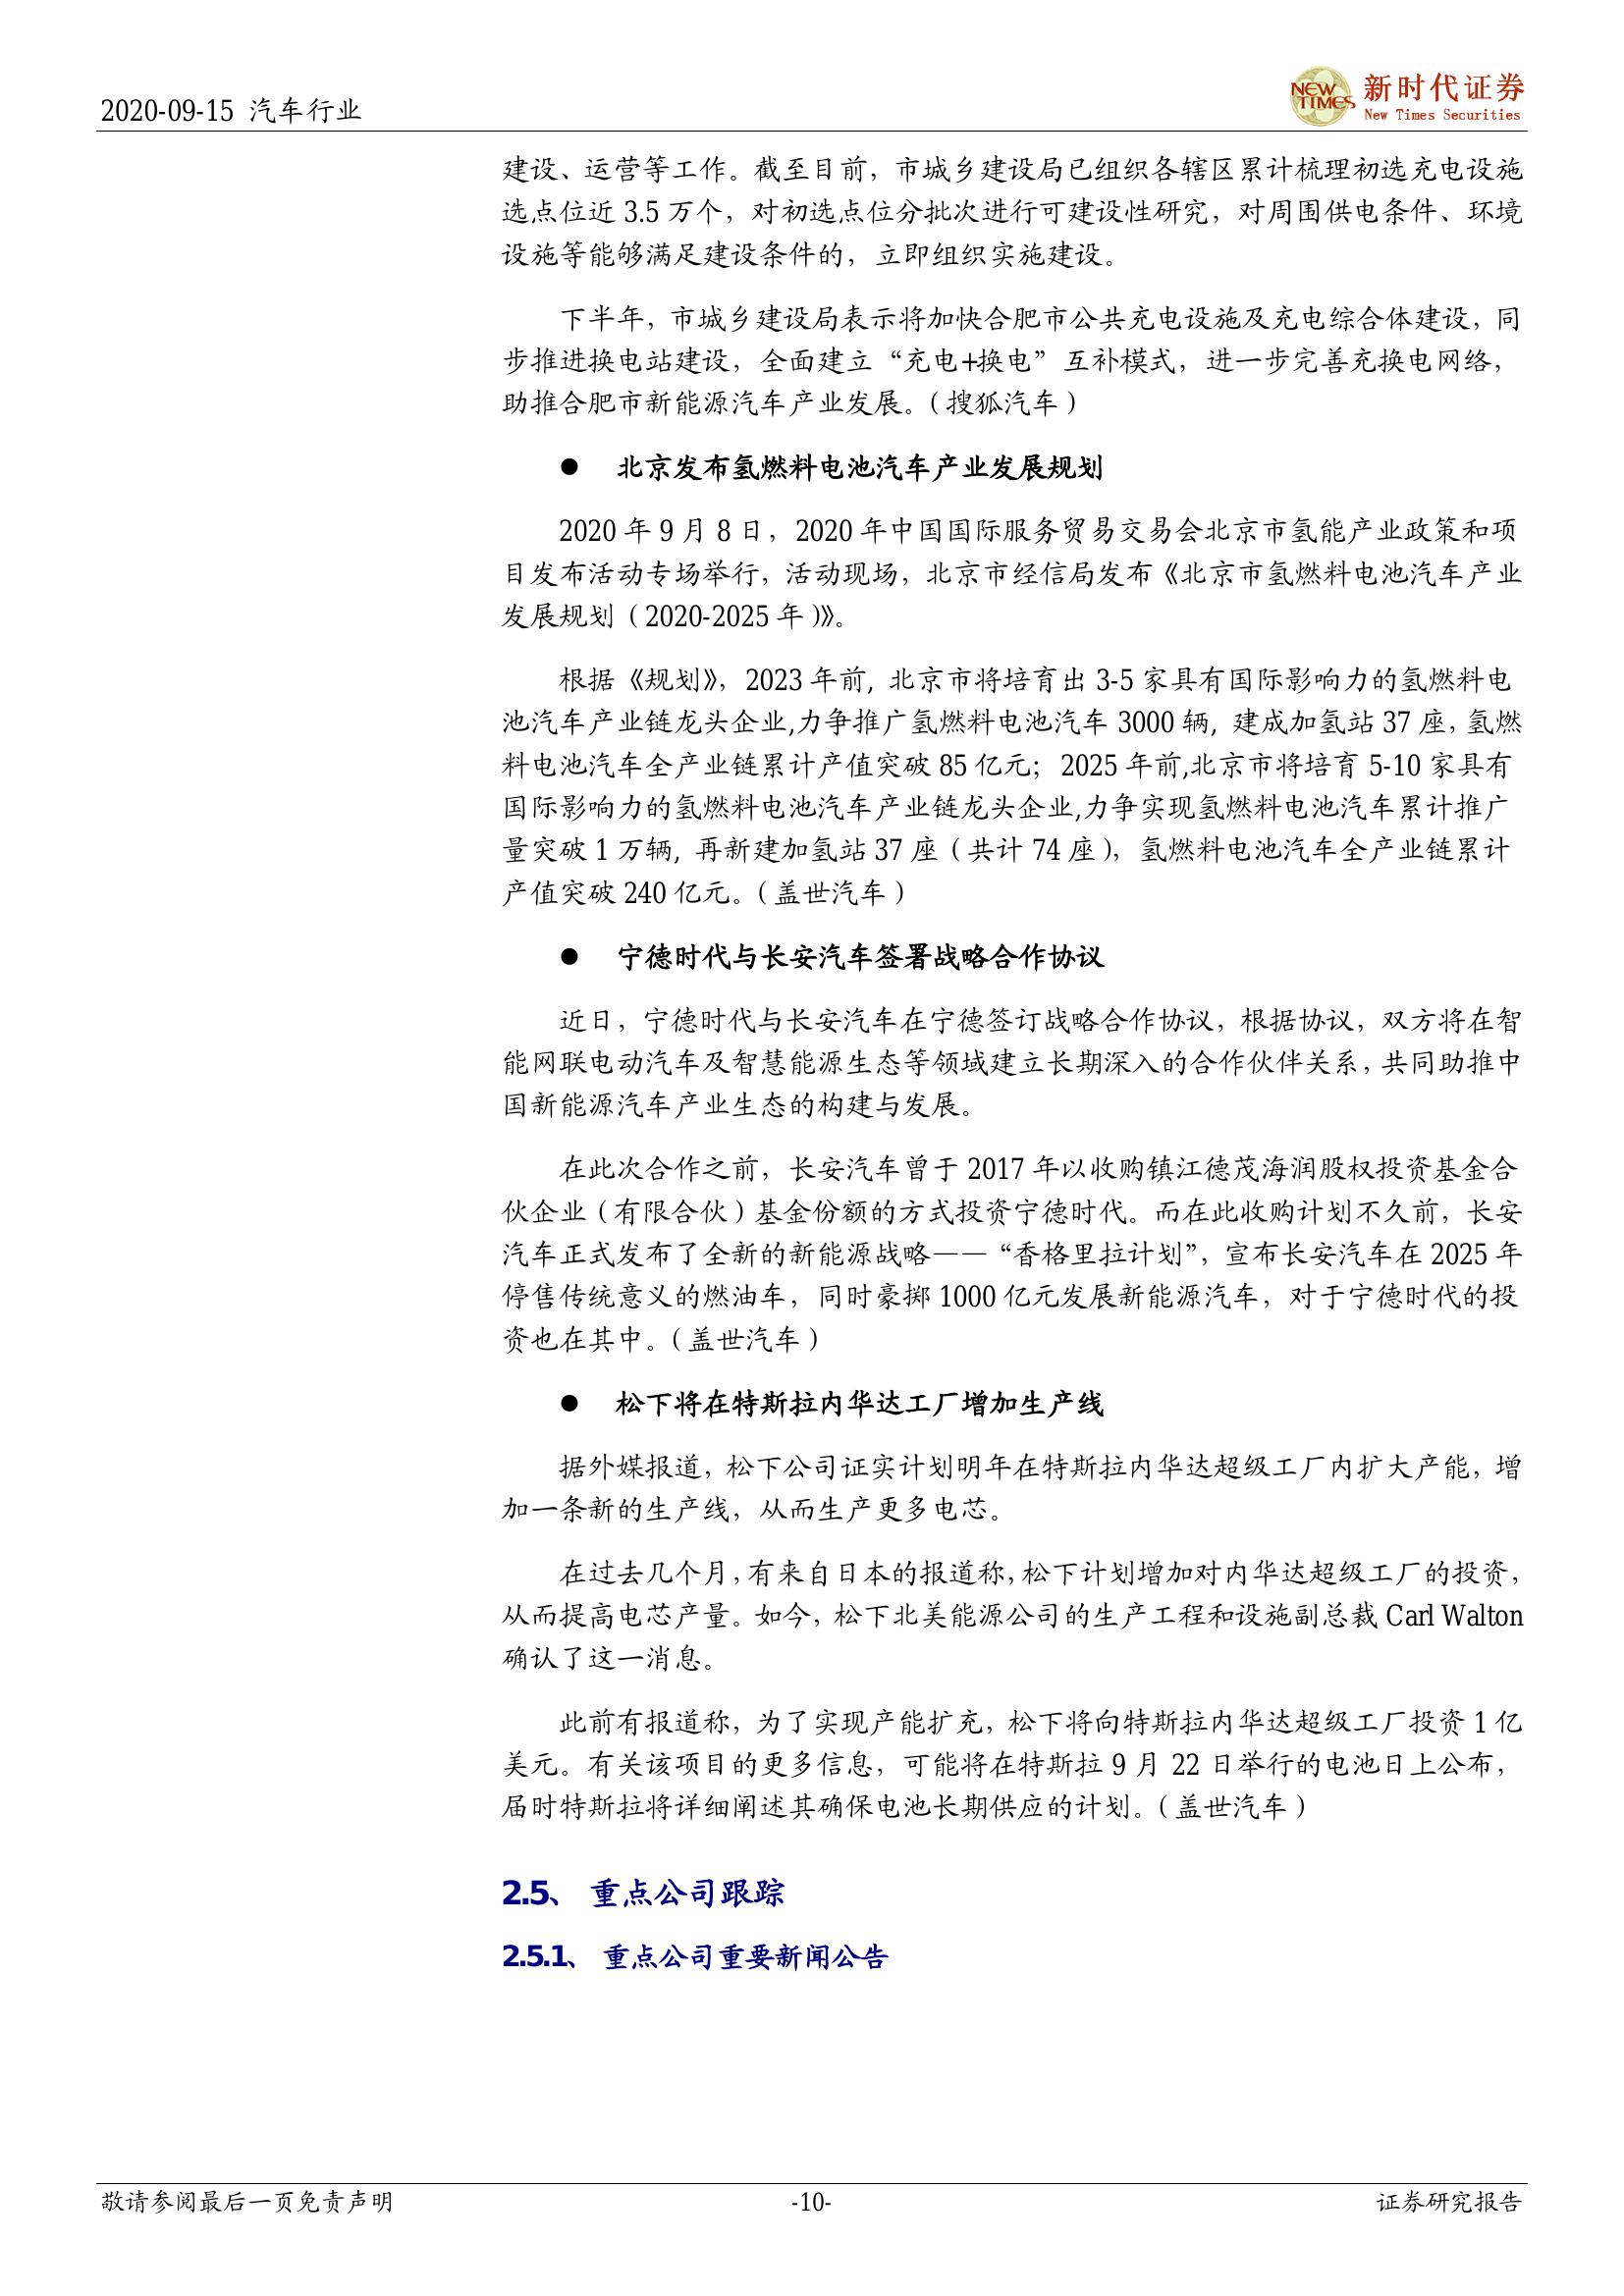 2020-09-15 汽车行业
NEW TIMES 新时代证券
New Times Securities
建设、运营等工作。截至目前，市城乡建设局已组织各辖区累计梳理初选充电设施
选点位近 3.5 万个，对初选点位分批次进行可建设性研究，对周围供电条件、环境
设施等能够满足建设条件的，立即组织实施建设。
下半年，市城乡建设局表示将加快合肥市公共充电设施及充电综合体建设，同
步推进换电站建设，全面建立“充电+换电”互补模式，进一步完善充换电网络，
助推合肥市新能源汽车产业发展。（搜狐汽车）
● 北京发布氢燃料电池汽车产业发展规划
2020 年 9 月 8 日，2020 年中国国际服务贸易交易会北京市氢能产业政策和项
目发布活动专场举行，活动现场，北京市经信局发布《北京市氢燃料电池汽车产业
发展规划（2020-2025 年）》。
根据《规划》，2023 年前, 北京市将培育出 3-5 家具有国际影响力的氢燃料电
池汽车产业链龙头企业,力争推广氢燃料电池汽车 3000 辆, 建成加氢站 37 座，氢燃
料电池汽车全产业链累计产值突破 85 亿元；2025 年前,北京市将培育 5-10 家具有
国际影响力的氢燃料电池汽车产业链龙头企业,力争实现氢燃料电池汽车累计推广
量突破 1 万辆, 再新建加氢站 37 座（共计 74 座），氢燃料电池汽车全产业链累计
产值突破 240 亿元。（盖世汽车）
● 宁德时代与长安汽车签署战略合作协议
近日，宁德时代与长安汽车在宁德签订战略合作协议，根据协议，双方将在智
能网联电动汽车及智慧能源生态等领域建立长期深入的合作伙伴关系，共同助推中
国新能源汽车产业生态的构建与发展。
在此次合作之前，长安汽车曾于 2017 年以收购镇江德茂海润股权投资基金合
伙企业（有限合伙）基金份额的方式投资宁德时代。而在此收购计划不久前，长安
汽车正式发布了全新的新能源战略——“香格里拉计划”，宣布长安汽车在 2025 年
停售传统意义的燃油车，同时豪掷 1000 亿元发展新能源汽车，对于宁德时代的投
资也在其中。（盖世汽车）
● 松下将在特斯拉内华达工厂增加生产线
据外媒报道，松下公司证实计划明年在特斯拉内华达超级工厂内扩大产能，增
加一条新的生产线，从而生产更多电芯。
在过去几个月，有来自日本的报道称，松下计划增加对内华达超级工厂的投资，
从而提高电芯产量。如今，松下北美能源公司的生产工程和设施副总裁 Carl Walton
确认了这一消息。
此前有报道称，为了实现产能扩充，松下将向特斯拉内华达超级工厂投资 1 亿
美元。有关该项目的更多信息，可能将在特斯拉 9 月 22 日举行的电池日上公布，
届时特斯拉将详细阐述其确保电池长期供应的计划。（盖世汽车）
2.5、 重点公司跟踪
2.5.1、 重点公司重要新闻公告
敬请参阅最后一页免责声明 -10- 证券研究报告